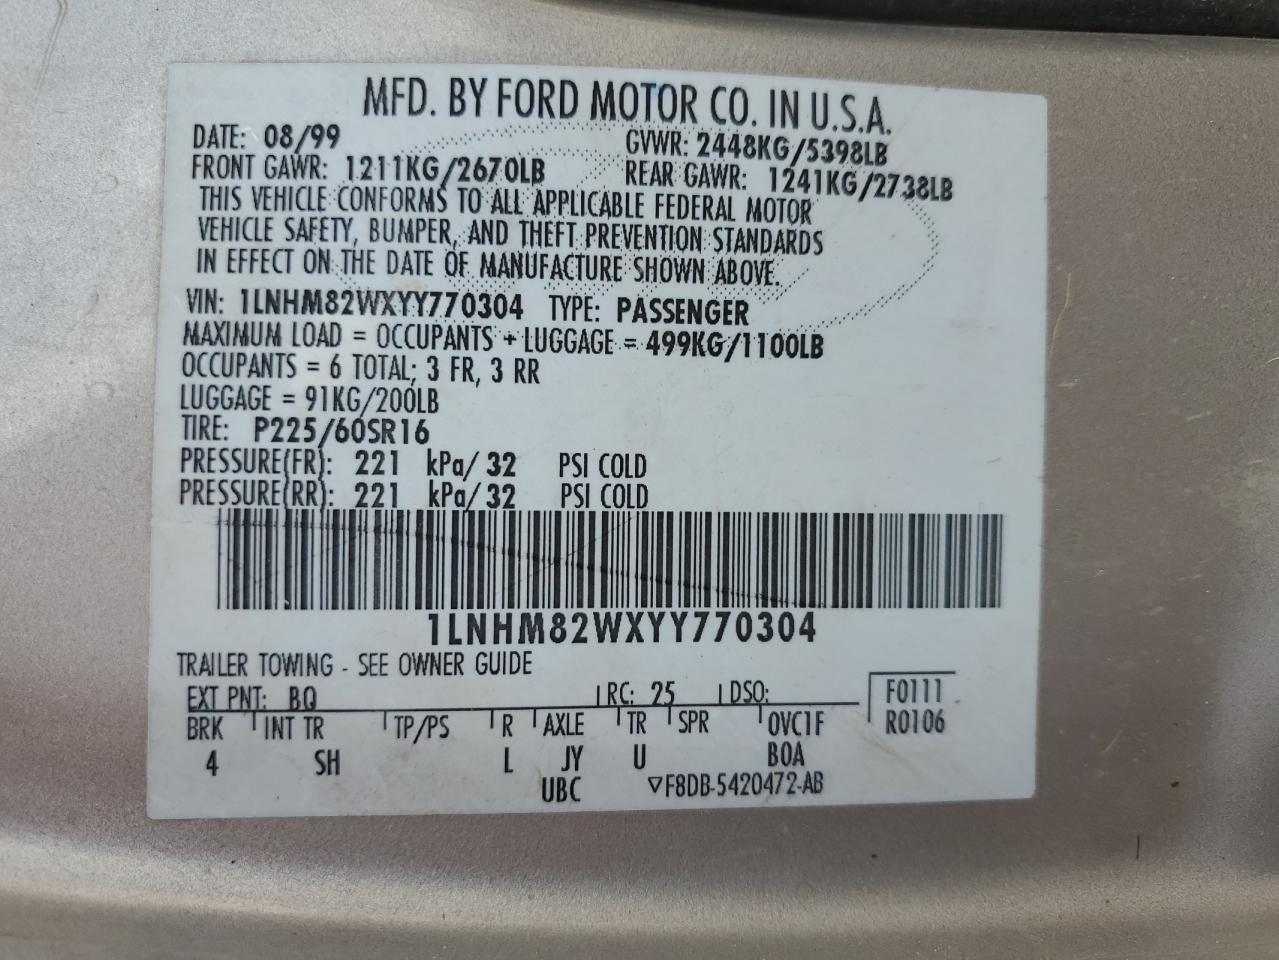 MFD. BY FORD MOTOR CO. IN U.S.A.
DATE: 08/99 GVWR: 2448KG/5398LB
FRONT GAWR: 1211KG/2670LB REAR GAWR: 1241KG/2738LB
THIS VEHICLE CONFORMS TO ALL APPLICABLE FEDERAL MOTOR
VEHICLE SAFETY, BUMPER, AND THEFT PREVENTION STANDARDS
IN EFFECT ON THE DATE OF MANUFACTURE SHOWN ABOVE.
VIN: 1LNHM82WXYY770304 TYPE: PASSENGER
MAXIMUM LOAD = OCCUPANTS + LUGGAGE = 499KG/1100LB
OCCUPANTS = 6 TOTAL; 3 FR, 3 RR
LUGGAGE = 91KG/200LB
TIRE: P225/60SR16
PRESSURE(FR): 221 kPa/ 32 PSI COLD
PRESSURE(RR): 221 kPa/ 32 PSI COLD
1LNHM82WXYY770304
TRAILER TOWING - SEE OWNER GUIDE
EXT PNT: BQ RC: 25 DSO: F0111
BRK INT TR TP/PS R AXLE TR SPR OVC1F R0106
4 SH L JY U BOA
UBC ▽F8DB-5420472-AB